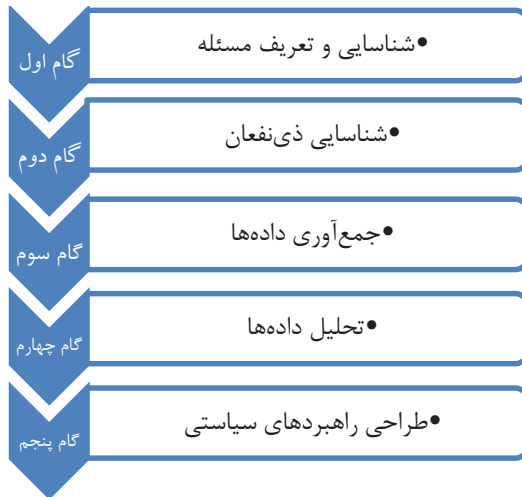 گام اول
•شناسایی و تعریف مسئله
گام دوم
•شناسایی ذی‌نفعان
گام سوم
•جمع‌آوری داده‌ها
گام چهارم
•تحلیل داده‌ها
گام پنجم
•طراحی راهبردهای سیاستی